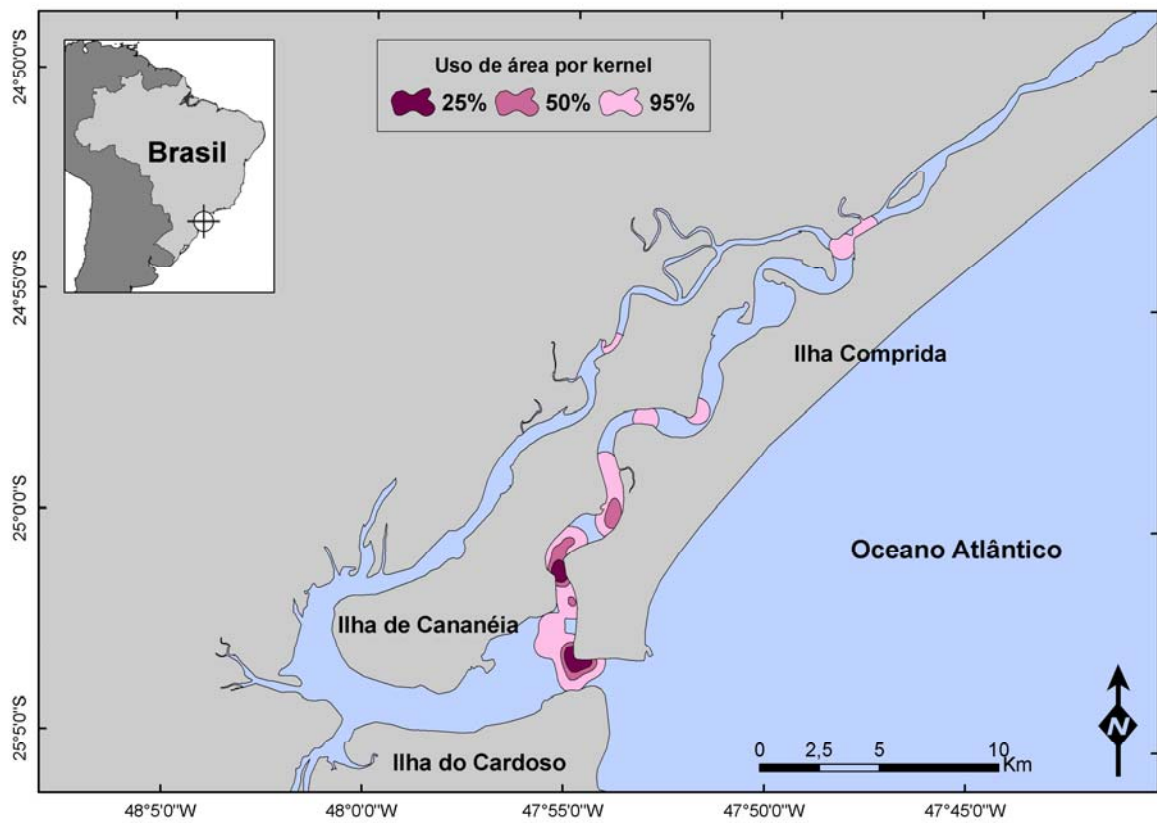 Uso de área por kernel
25% 50% 95%
Brasil
Ilha Comprida
Oceano Atlântico
Ilha de Cananéia
Ilha do Cardoso
N
0 2,5 5 10
Km
24°50'0"S
24°55'0"S
25°0'0"S
25°5'0"S
48°5'0"W 48°0'0"W 47°55'0"W 47°50'0"W 47°45'0"W